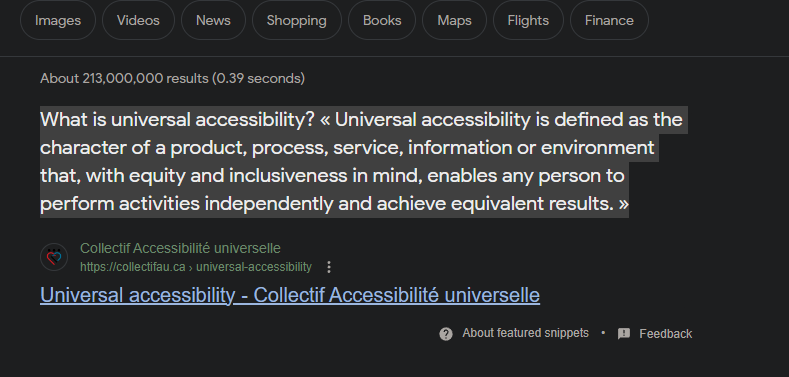 Images Videos News Shopping Books Maps Flights Finance
About 213,000,000 results (0.39 seconds)
What is universal accessibility? « Universal accessibility is defined as the
character of a product, process, service, information or environment
that, with equity and inclusiveness in mind, enables any person to
perform activities independently and achieve equivalent results. »
Collectif Accessibilité universelle
https://collectifau.ca › universal-accessibility
Universal accessibility - Collectif Accessibilité universelle
About featured snippets • Feedback